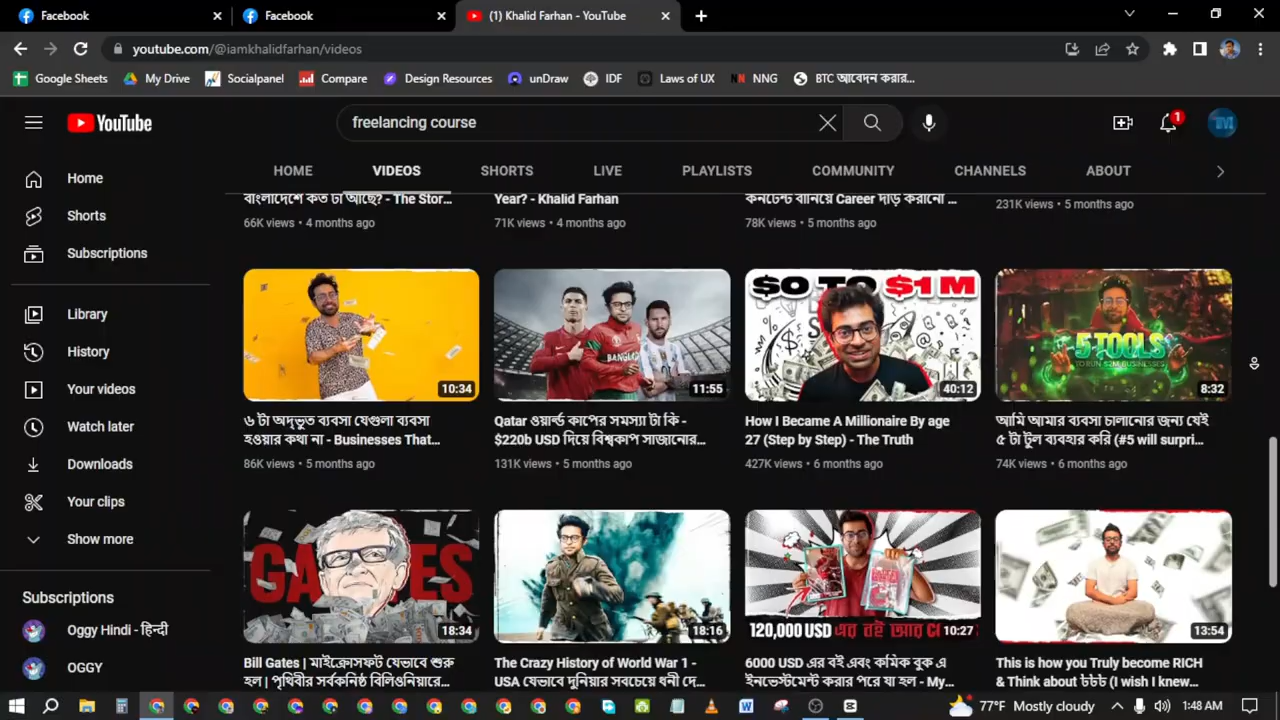 Facebook
Facebook
(1) Khalid Farhan - YouTube
youtube.com/@iamkhalidfarhan/videos
Google Sheets
My Drive
Socialpanel
Compare
Design Resources
unDraw
IDF
Laws of UX
NNG
BTC আবেদন করার...
YouTube
freelancing course
1
Home
Shorts
Subscriptions
Library
History
Your videos
Watch later
Downloads
Your clips
Show more
Subscriptions
Oggy Hindi - हिन्दी
OGGY
HOME VIDEOS SHORTS LIVE PLAYLISTS COMMUNITY CHANNELS ABOUT
বাংলাদেশে কত টা আছে? - The Stor...
66K views • 4 months ago
Year? - Khalid Farhan
71K views • 4 months ago
কনটেন্ট বানিয়ে Career দাঁড় করানো ...
78K views • 5 months ago
231K views • 5 months ago
10:34
৬ টা অদ্ভুত ব্যবসা যেগুলা ব্যবসা
হওয়ার কথা না - Businesses That...
86K views • 5 months ago
BANGLAD
11:55
Qatar ওয়ার্ল্ড কাপের সমস্যা টা কি -
$220b USD দিয়ে বিশ্বকাপ সাজানোর...
131K views • 5 months ago
$0 TO $1M
40:12
How I Became A Millionaire By age
27 (Step by Step) - The Truth
427K views • 6 months ago
5 TOOLS
TO RUN $2M BUSINESSES
8:32
আমি আমার ব্যবসা চালানোর জন্য যেই
৫ টা টুল ব্যবহার করি (#5 will surpri...
74K views • 6 months ago
GATES
18:34
Bill Gates | মাইক্রোসফট যেভাবে শুরু
হল | পৃথিবীর সর্বকনিষ্ঠ বিলিওনিয়ারে...
18:16
The Crazy History of World War 1 -
USA যেভাবে দুনিয়ার সবচেয়ে ধনী দে...
120,000 USD এর বই আর
10:27
6000 USD এর বই এবং কমিক বুক এ
ইনভেস্টমেন্ট করার পরে যা হল - My...
13:54
This is how you Truly become RICH
& Think about টাকা (I wish I knew...
77°F Mostly cloudy
1:48 AM